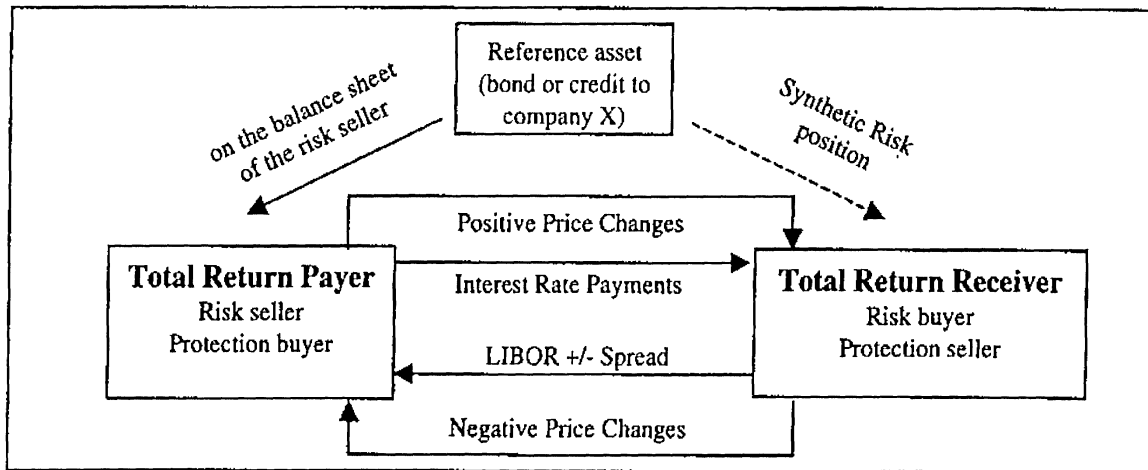 Reference asset
(bond or credit to
company X)
on the balance sheet
of the risk seller
Synthetic Risk
position
Positive Price Changes
Total Return Payer
Risk seller
Protection buyer
Interest Rate Payments
Total Return Receiver
Risk buyer
Protection seller
LIBOR +/- Spread
Negative Price Changes